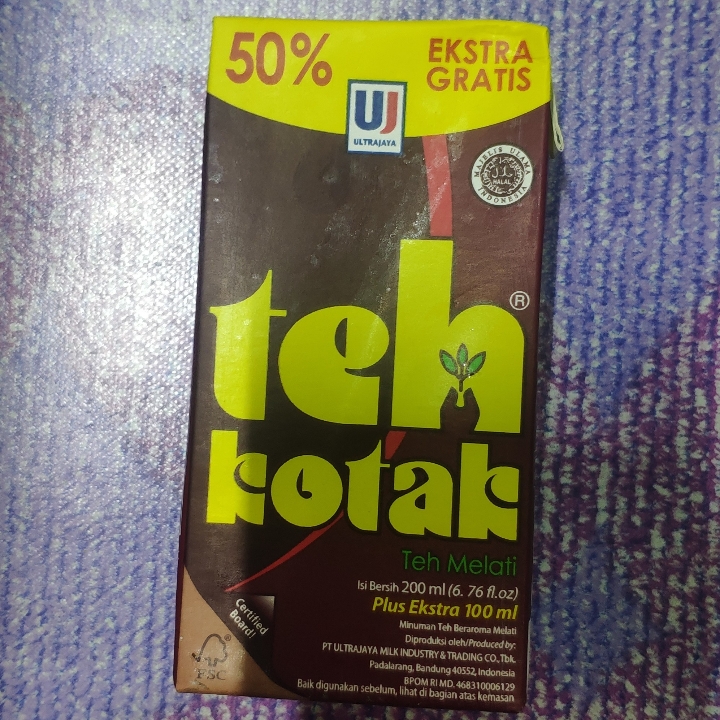 50%
EKSTRA
GRATIS
UJ
ULTRAJAYA
MAJELIS ULAMA
HALAL
INDONESIA
teh
®
kotak
Teh Melati
Isi Bersih 200 ml (6. 76 fl.oz)
Plus Ekstra 100 ml
Minuman Teh Beraroma Melati
Diproduksi oleh/Produced by:
PT ULTRAJAYA MILK INDUSTRY & TRADING CO., Tbk.
Padalarang, Bandung 40552, Indonesia
BPOM RI MD. 468310006129
Baik digunakan sebelum, lihat di bagian atas kemasan
Certified
Board!
FSC